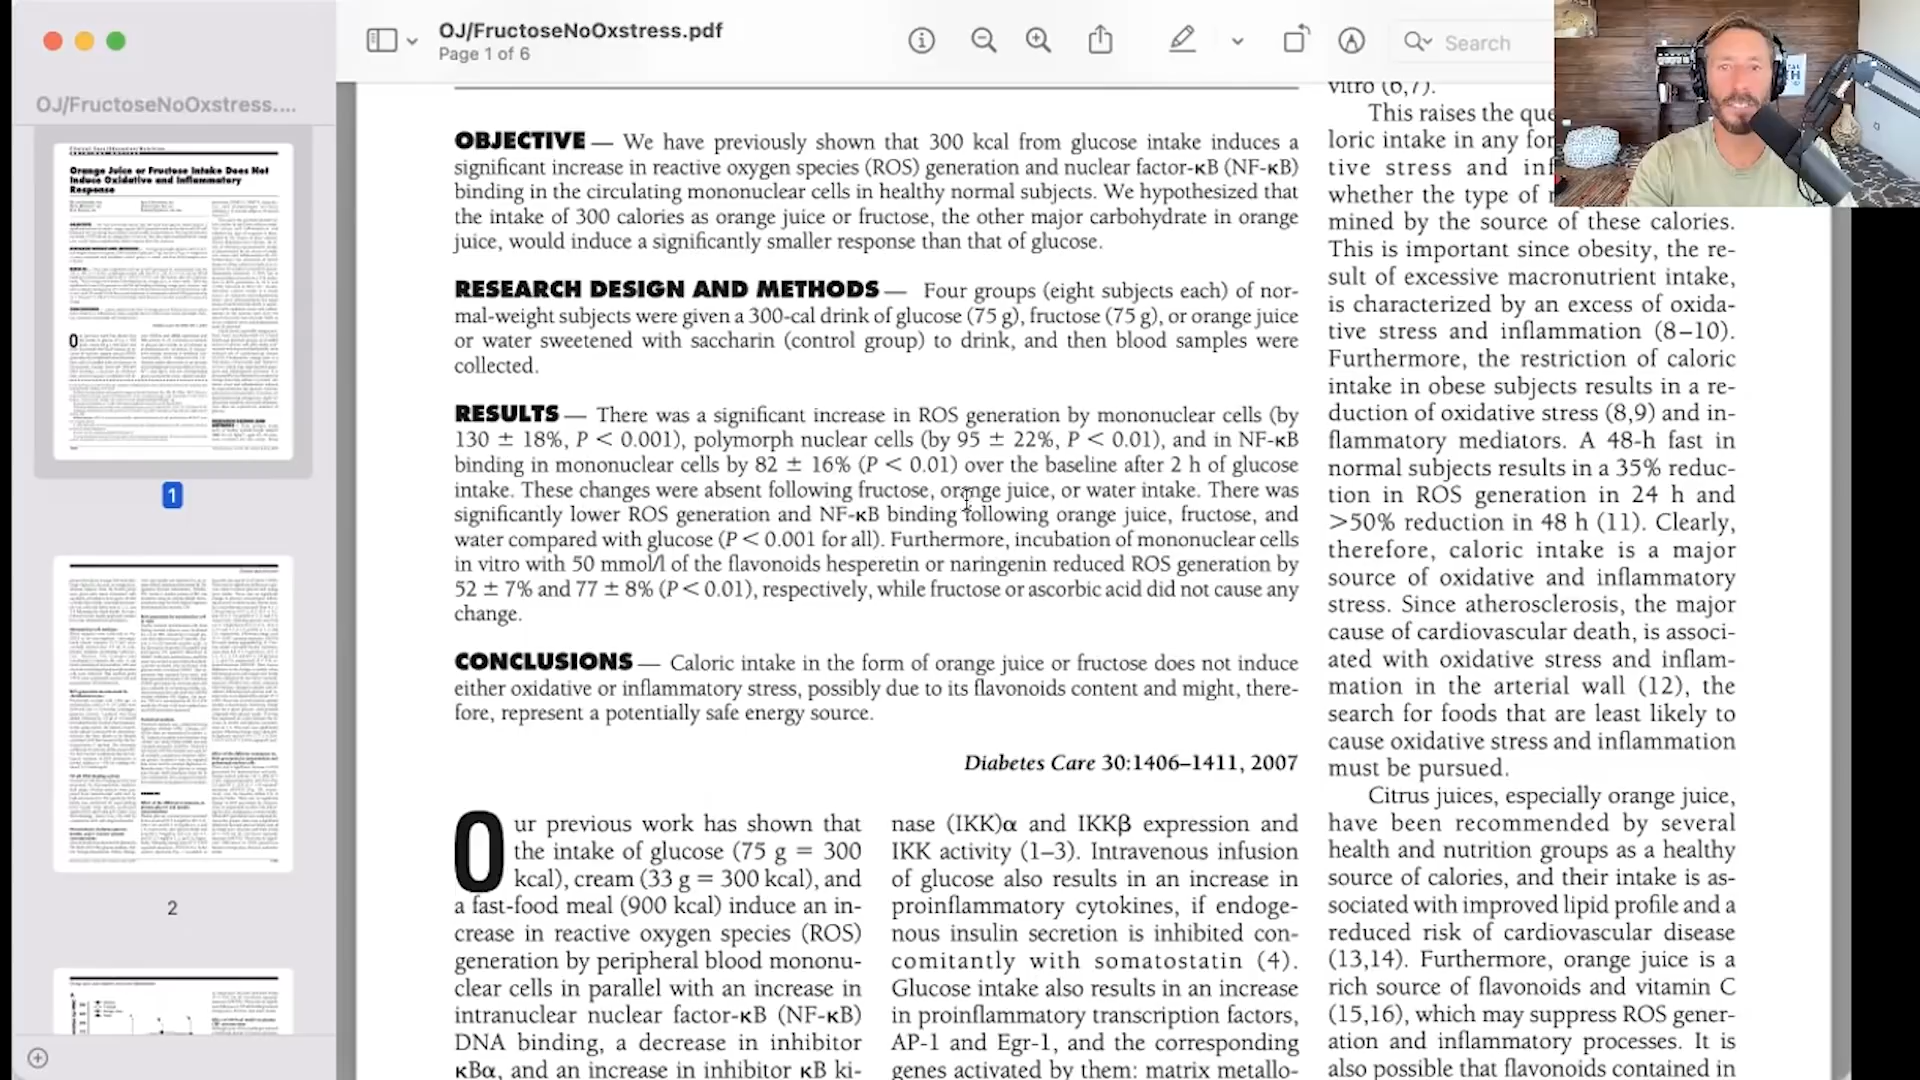 OJ/FructoseNoOxstress.pdf
Page 1 of 6
Search
OJ/FructoseNoOxstress....
Orange Juice or Fructose Intake Does Not
Induce Oxidative and Inflammatory
Response
1
2
OBJECTIVE — We have previously shown that 300 kcal from glucose intake induces a
significant increase in reactive oxygen species (ROS) generation and nuclear factor-κB (NF-κB)
binding in the circulating mononuclear cells in healthy normal subjects. We hypothesized that
the intake of 300 calories as orange juice or fructose, the other major carbohydrate in orange
juice, would induce a significantly smaller response than that of glucose.
RESEARCH DESIGN AND METHODS — Four groups (eight subjects each) of nor-
mal-weight subjects were given a 300-cal drink of glucose (75 g), fructose (75 g), or orange juice
or water sweetened with saccharin (control group) to drink, and then blood samples were
collected.
RESULTS — There was a significant increase in ROS generation by mononuclear cells (by
130 ± 18%, P < 0.001), polymorph nuclear cells (by 95 ± 22%, P < 0.01), and in NF-κB
binding in mononuclear cells by 82 ± 16% (P < 0.01) over the baseline after 2 h of glucose
intake. These changes were absent following fructose, orange juice, or water intake. There was
significantly lower ROS generation and NF-κB binding following orange juice, fructose, and
water compared with glucose (P < 0.001 for all). Furthermore, incubation of mononuclear cells
in vitro with 50 mmol/l of the flavonoids hesperetin or naringenin reduced ROS generation by
52 ± 7% and 77 ± 8% (P < 0.01), respectively, while fructose or ascorbic acid did not cause any
change.
CONCLUSIONS — Caloric intake in the form of orange juice or fructose does not induce
either oxidative or inflammatory stress, possibly due to its flavonoids content and might, there-
fore, represent a potentially safe energy source.
Diabetes Care 30:1406–1411, 2007
Our previous work has shown that
the intake of glucose (75 g = 300
kcal), cream (33 g = 300 kcal), and
a fast-food meal (900 kcal) induce an in-
crease in reactive oxygen species (ROS)
generation by peripheral blood mononu-
clear cells in parallel with an increase in
intranuclear nuclear factor-κB (NF-κB)
DNA binding, a decrease in inhibitor
κBα, and an increase in inhibitor κB ki-
nase (IKK)α and IKKβ expression and
IKK activity (1–3). Intravenous infusion
of glucose also results in an increase in
proinflammatory cytokines, if endoge-
nous insulin secretion is inhibited con-
comitantly with somatostatin (4).
Glucose intake also results in an increase
in proinflammatory transcription factors,
AP-1 and Egr-1, and the corresponding
genes activated by them: matrix metallo-
vitro (6,7).
This raises the que
loric intake in any for
tive stress and inf
whether the type of
mined by the source of these calories.
This is important since obesity, the re-
sult of excessive macronutrient intake,
is characterized by an excess of oxida-
tive stress and inflammation (8–10).
Furthermore, the restriction of caloric
intake in obese subjects results in a re-
duction of oxidative stress (8,9) and in-
flammatory mediators. A 48-h fast in
normal subjects results in a 35% reduc-
tion in ROS generation in 24 h and
>50% reduction in 48 h (11). Clearly,
therefore, caloric intake is a major
source of oxidative and inflammatory
stress. Since atherosclerosis, the major
cause of cardiovascular death, is associ-
ated with oxidative stress and inflam-
mation in the arterial wall (12), the
search for foods that are least likely to
cause oxidative stress and inflammation
must be pursued.
Citrus juices, especially orange juice,
have been recommended by several
health and nutrition groups as a healthy
source of calories, and their intake is as-
sociated with improved lipid profile and a
reduced risk of cardiovascular disease
(13,14). Furthermore, orange juice is a
rich source of flavonoids and vitamin C
(15,16), which may suppress ROS gener-
ation and inflammatory processes. It is
also possible that flavonoids contained in